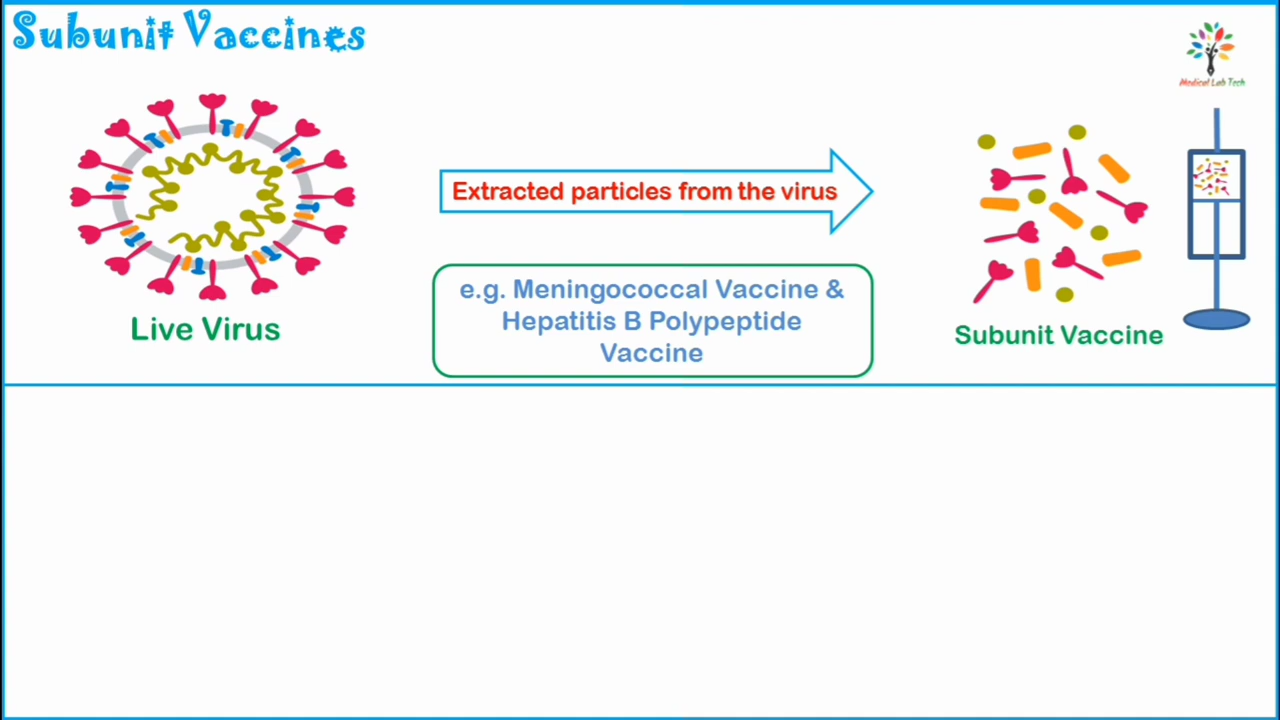 Subunit Vaccines
Medical Lab Tech
Extracted particles from the virus
e.g. Meningococcal Vaccine &
Hepatitis B Polypeptide
Vaccine
Live Virus
Subunit Vaccine